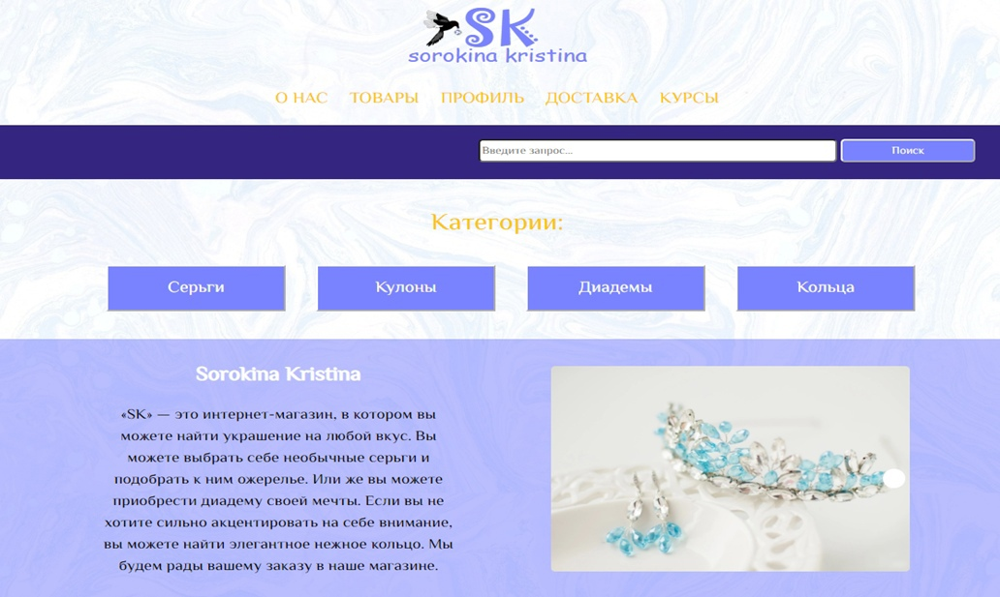 SK
sorokina kristina
О НАС ТОВАРЫ ПРОФИЛЬ ДОСТАВКА КУРСЫ
Введите запрос... Поиск
Категории:
Серьги Кулоны Диадемы Кольца
Sorokina Kristina
«SK» — это интернет-магазин, в котором вы
можете найти украшение на любой вкус. Вы
можете выбрать себе необычные серьги и
подобрать к ним ожерелье. Или же вы можете
приобрести диадему своей мечты. Если вы не
хотите сильно акцентировать на себе внимание,
вы можете найти элегантное нежное кольцо. Мы
будем рады вашему заказу в наше магазине.